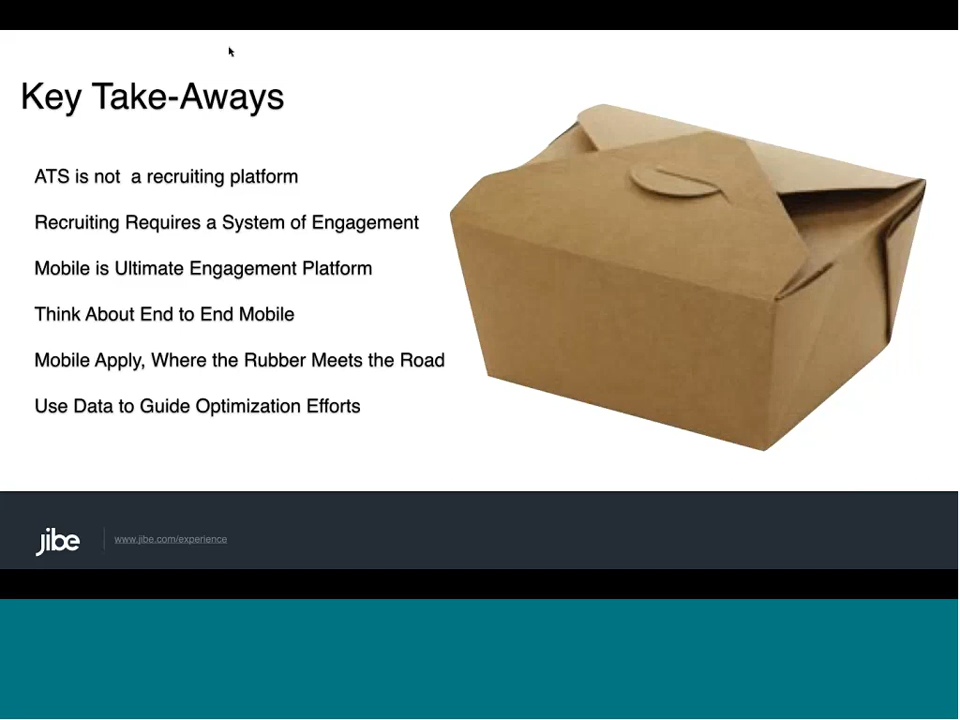 Key Take-Aways
ATS is not  a recruiting platform
Recruiting Requires a System of Engagement
Mobile is Ultimate Engagement Platform
Think About End to End Mobile
Mobile Apply, Where the Rubber Meets the Road
Use Data to Guide Optimization Efforts
jibe
www.jibe.com/experience